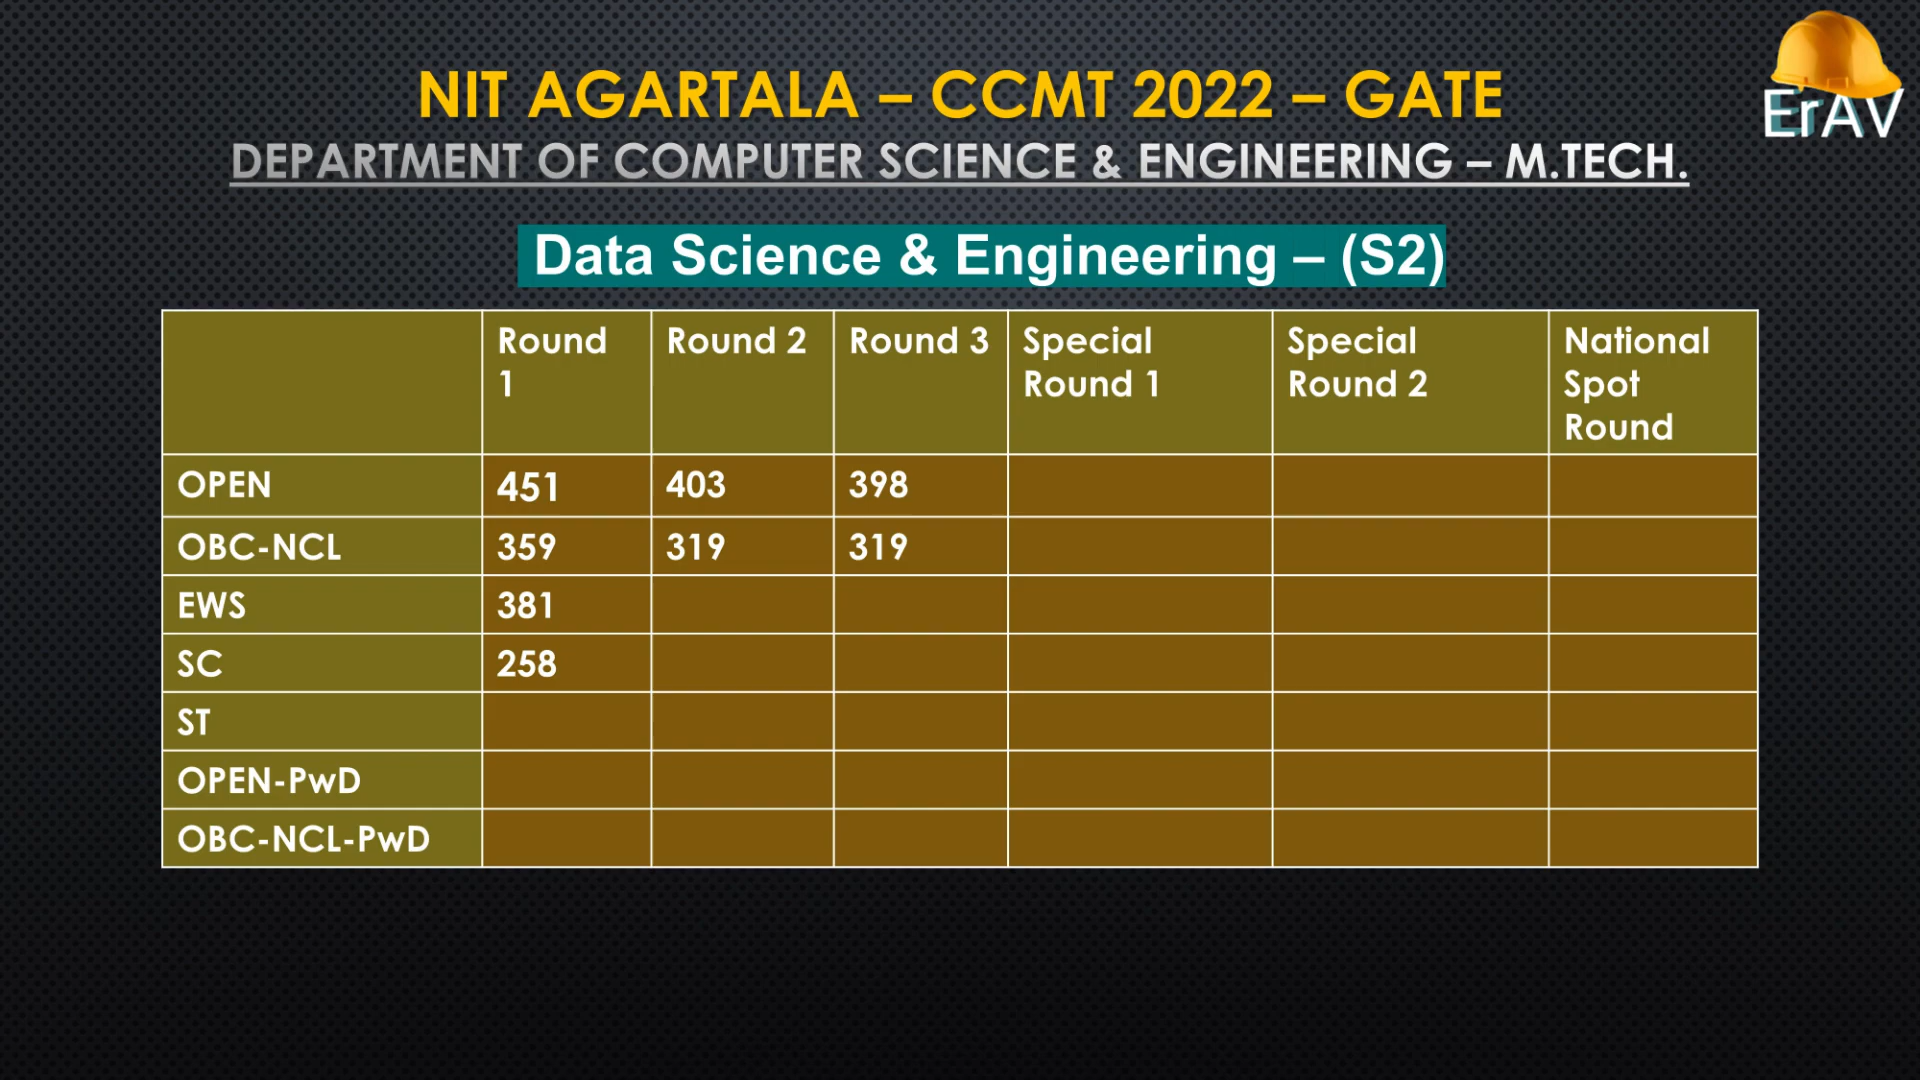 NIT AGARTALA – CCMT 2022 – GATE
ErAV
DEPARTMENT OF COMPUTER SCIENCE & ENGINEERING – M.TECH.
Data Science & Engineering – (S2)
Round 1 Round 2 Round 3 Special Round 1 Special Round 2 National Spot Round
OPEN 451 403 398
OBC-NCL 359 319 319
EWS 381
SC 258
ST
OPEN-PwD
OBC-NCL-PwD